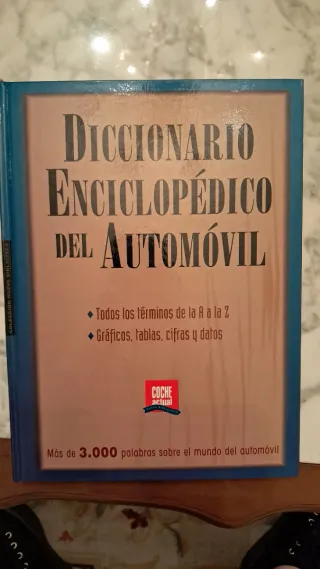 DICCIONARIO
ENCICLOPÉDICO
DEL AUTOMÓVIL
Todos los términos de la A a la Z
Gráficos, tablas, cifras y datos
COCHE
actual
Más de 3.000 palabras sobre el mundo del automóvil